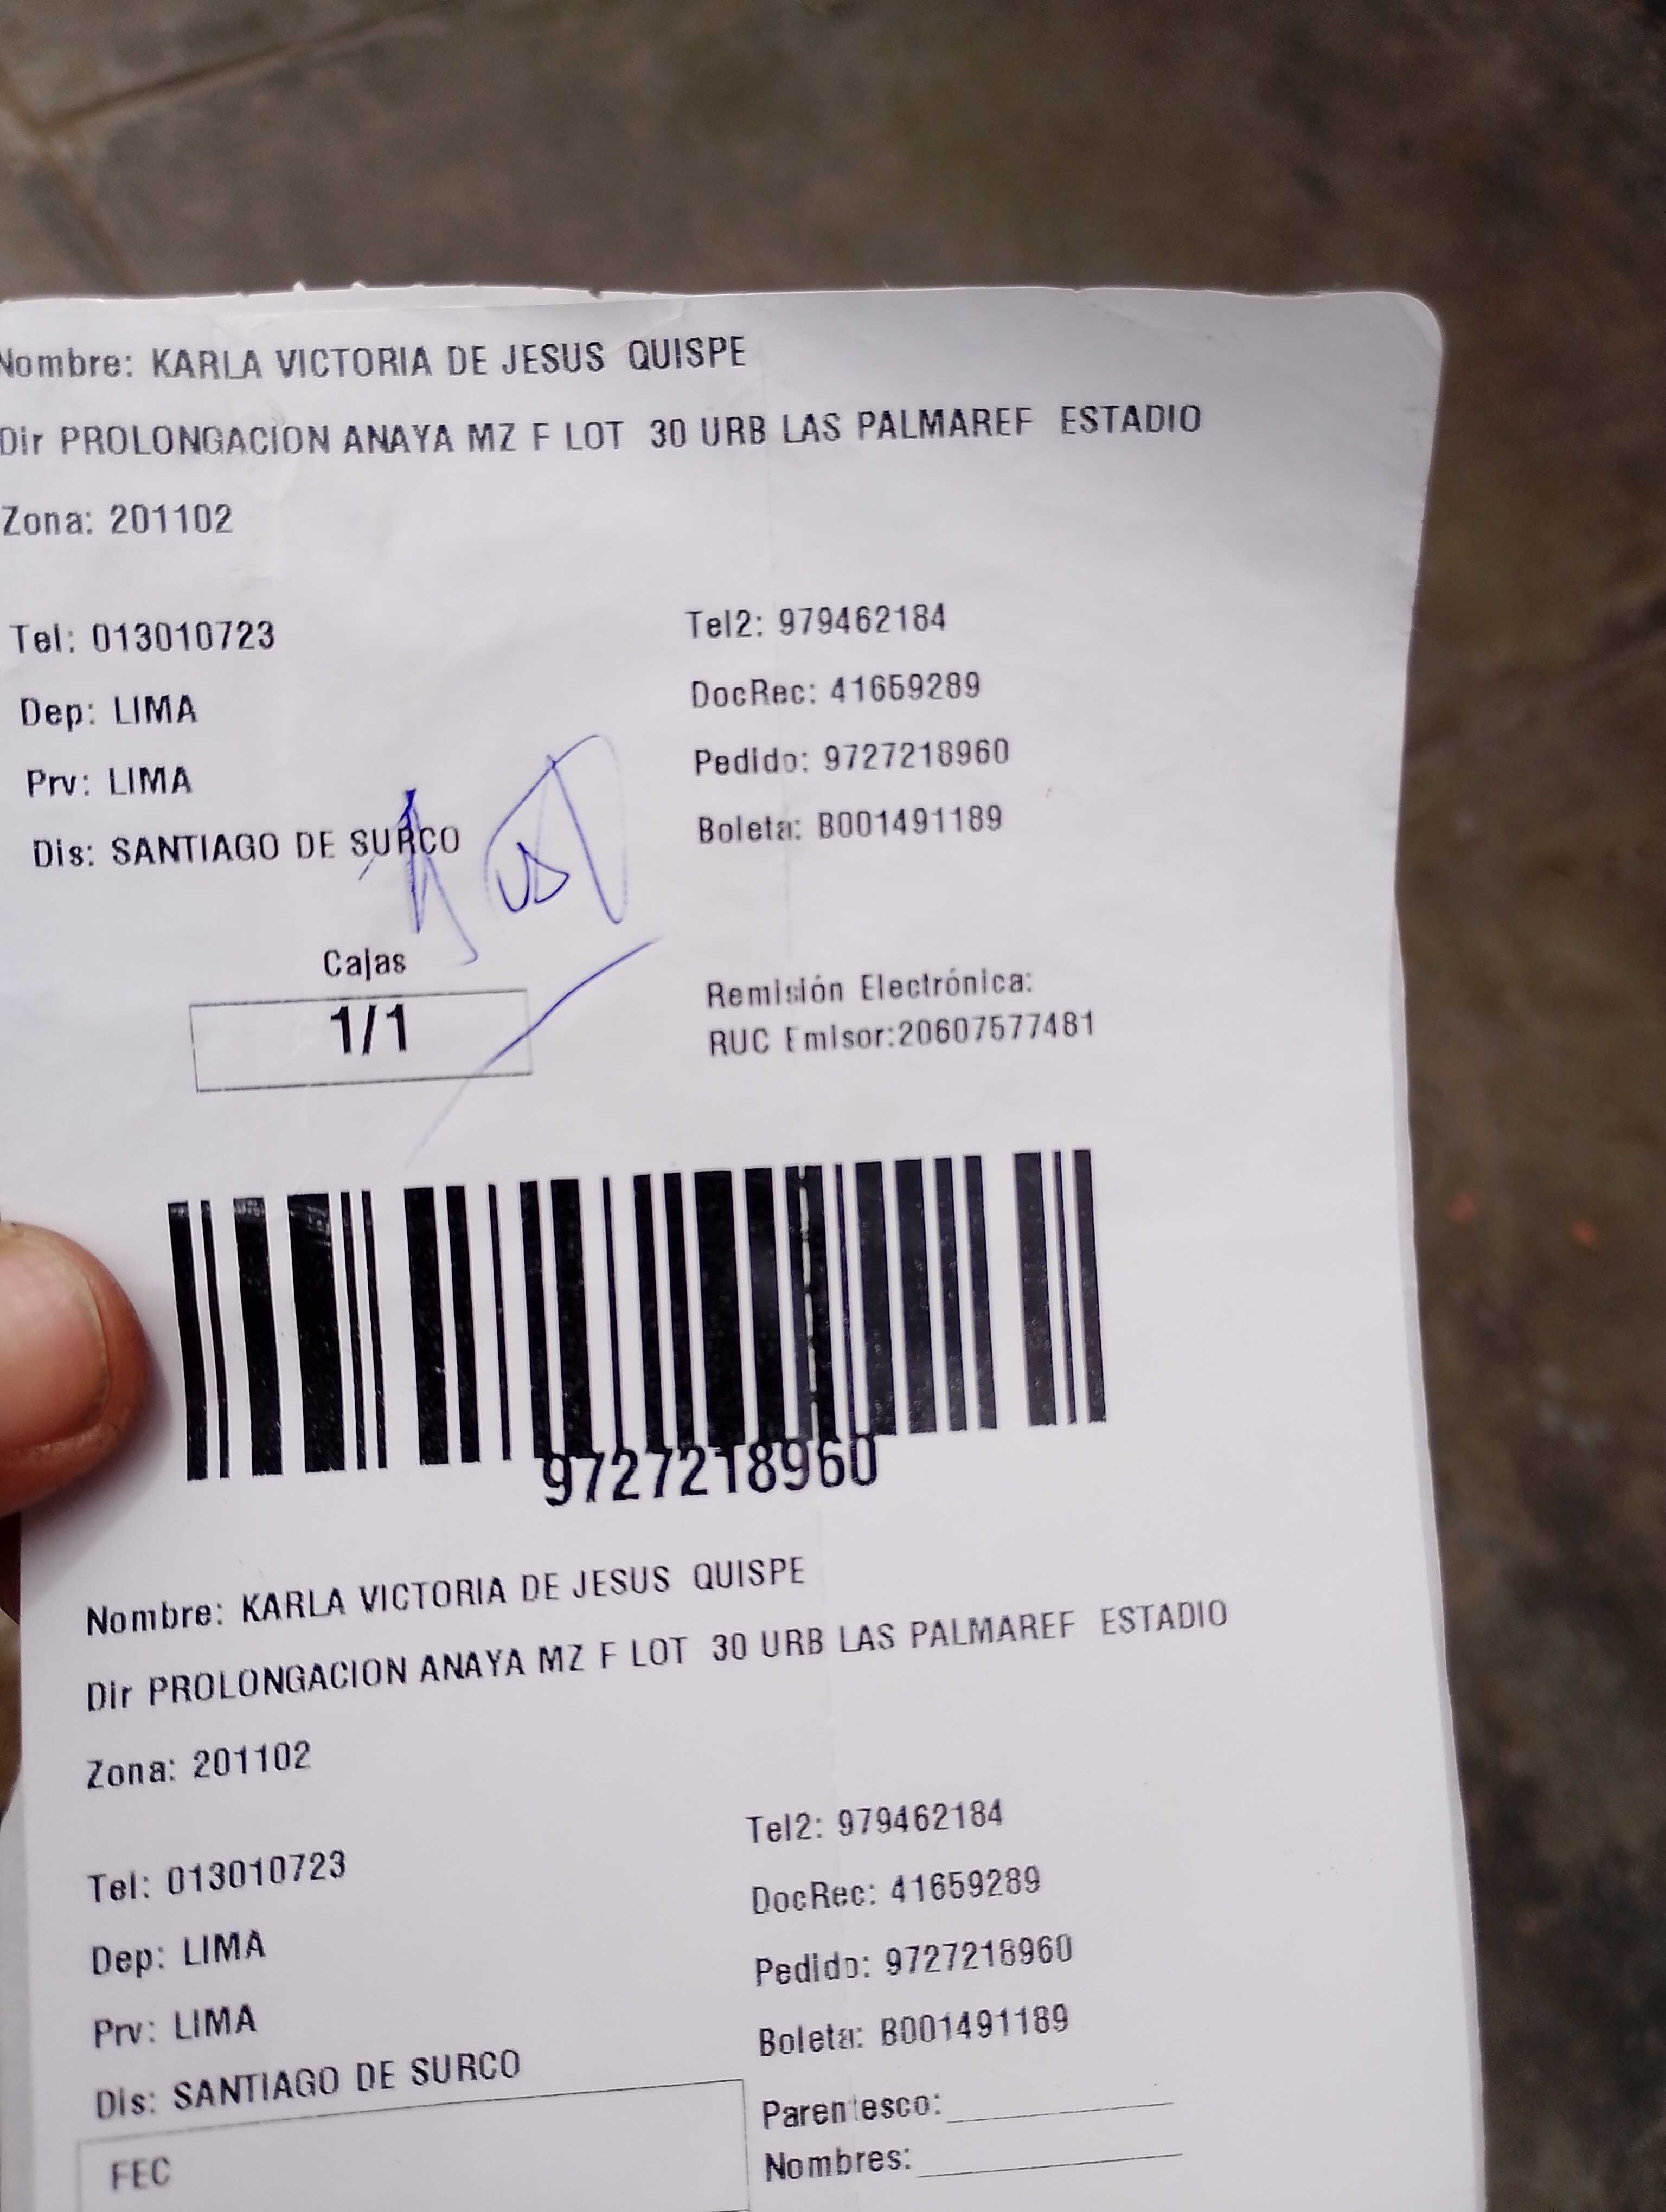 Nombre: KARLA VICTORIA DE JESUS QUISPE
Dir PROLONGACION ANAYA MZ F LOT 30 URB LAS PALMAREF ESTADIO
Zona: 201102
Tel: 013010723
Tel2: 979462184
Dep: LIMA
DocRec: 41659289
Prv: LIMA
Pedido: 9727218960
Dis: SANTIAGO DE SURCO
Boleta: B001491189
Cajas
1/1
Remisión Electrónica:
RUC Emisor:20607577481
9727218960
Nombre: KARLA VICTORIA DE JESUS QUISPE
Dir PROLONGACION ANAYA MZ F LOT 30 URB LAS PALMAREF ESTADIO
Zona: 201102
Tel: 013010723
Tel2: 979462184
Dep: LIMA
DocRec: 41659289
Prv: LIMA
Pedido: 9727218960
Dis: SANTIAGO DE SURCO
Boleta: B001491189
Parentesco:
Nombres:
FEC